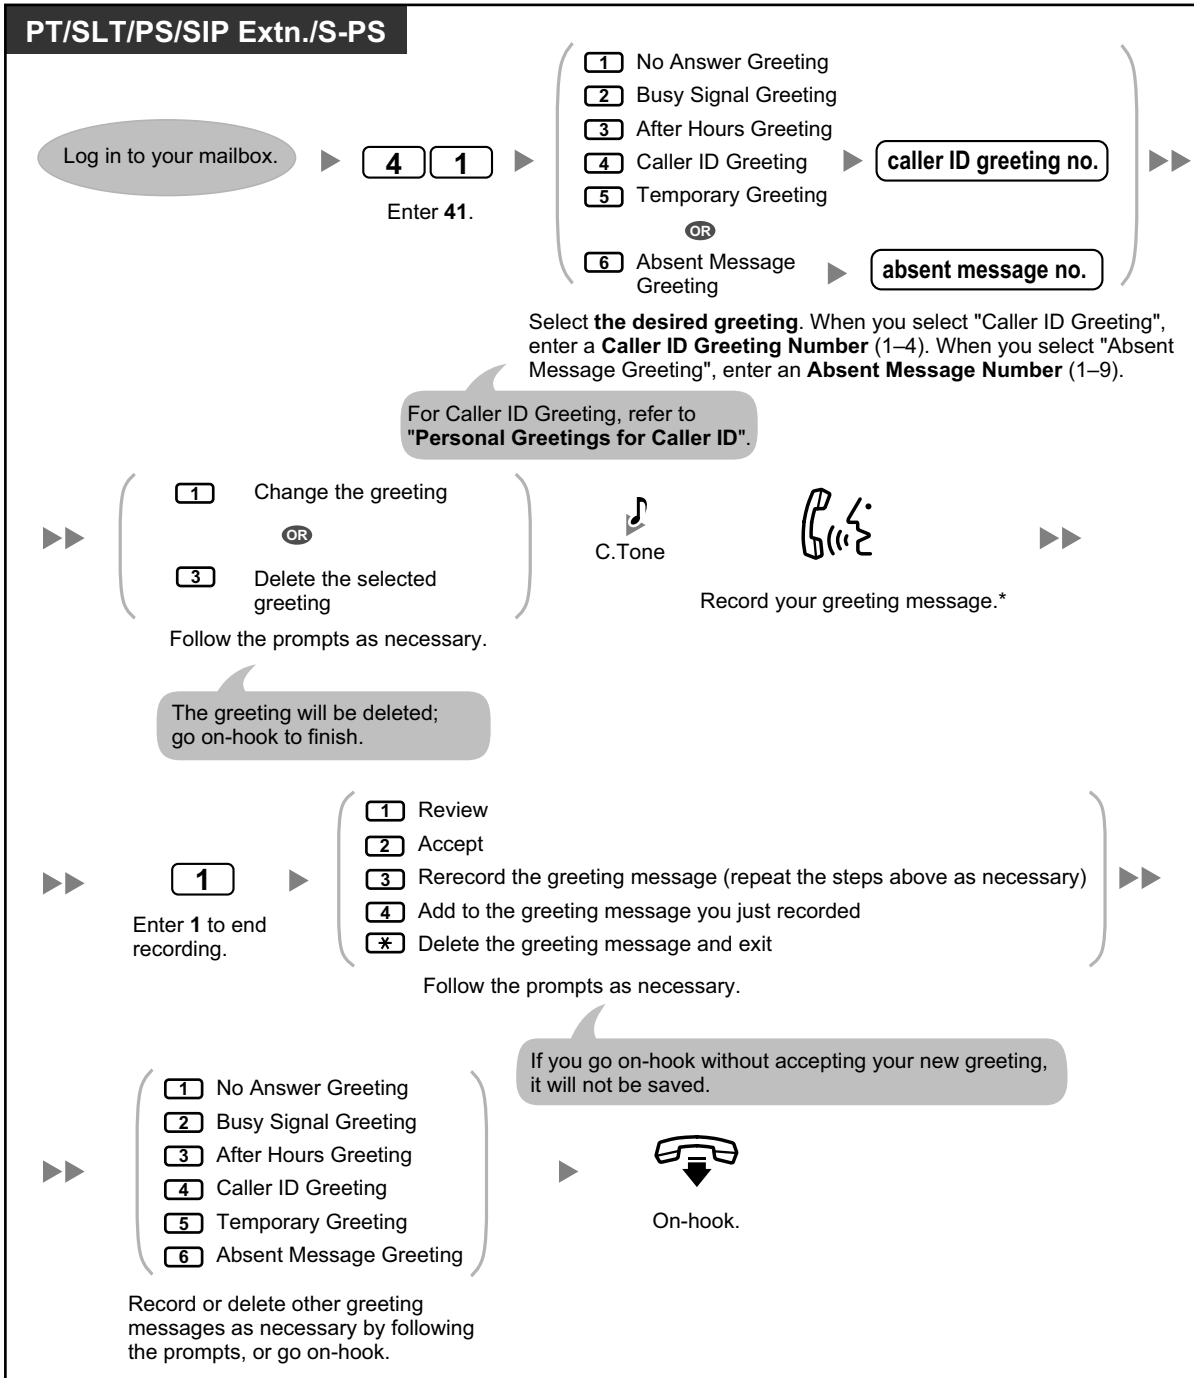 PT/SLT/PS/SIP Extn./S-PS
Log in to your mailbox.
4 1
Enter 41.
1 No Answer Greeting
2 Busy Signal Greeting
3 After Hours Greeting
4 Caller ID Greeting
caller ID greeting no.
5 Temporary Greeting
OR
6 Absent Message
Greeting
absent message no.
Select the desired greeting. When you select "Caller ID Greeting",
enter a Caller ID Greeting Number (1–4). When you select "Absent
Message Greeting", enter an Absent Message Number (1–9).
For Caller ID Greeting, refer to
"Personal Greetings for Caller ID".
1 Change the greeting
OR
3 Delete the selected
greeting
Follow the prompts as necessary.
The greeting will be deleted;
go on-hook to finish.
C.Tone
Record your greeting message.*
1
Enter 1 to end
recording.
1 Review
2 Accept
3 Rerecord the greeting message (repeat the steps above as necessary)
4 Add to the greeting message you just recorded
* Delete the greeting message and exit
Follow the prompts as necessary.
If you go on-hook without accepting your new greeting,
it will not be saved.
1 No Answer Greeting
2 Busy Signal Greeting
3 After Hours Greeting
4 Caller ID Greeting
5 Temporary Greeting
6 Absent Message Greeting
Record or delete other greeting
messages as necessary by following
the prompts, or go on-hook.
On-hook.